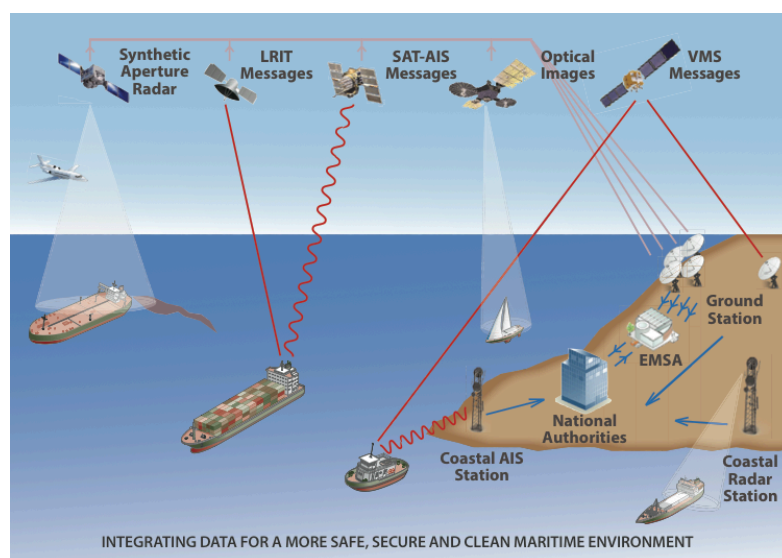 Synthetic
Aperture
Radar
LRIT
Messages
SAT-AIS
Messages
Optical
Images
VMS
Messages
Ground
Station
EMSA
National
Authorities
Coastal AIS
Station
Coastal
Radar
Station
INTEGRATING DATA FOR A MORE SAFE, SECURE AND CLEAN MARITIME ENVIRONMENT